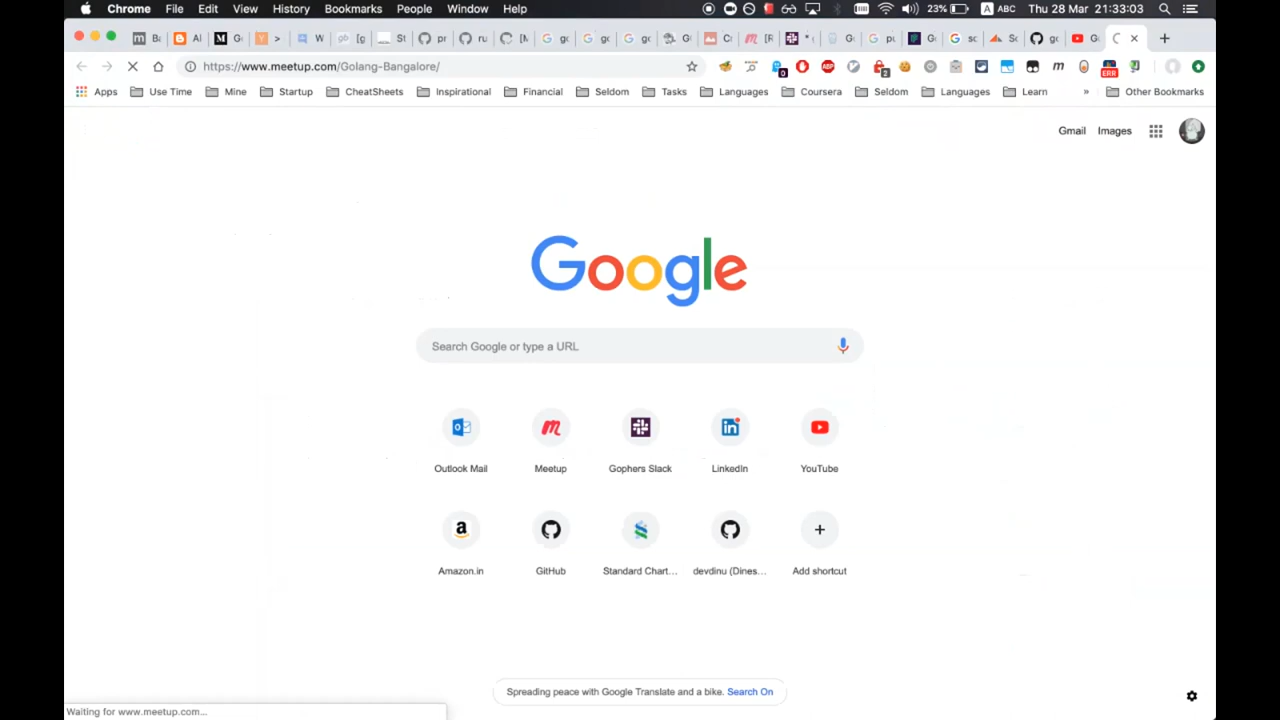 Chrome File Edit View History Bookmarks People Window Help 23% A ABC Thu 28 Mar 21:33:03
https://www.meetup.com/Golang-Bangalore/
0 ABP 2 m ERR
Apps Use Time Mine Startup CheatSheets Inspirational Financial Seldom Tasks Languages Coursera Seldom Languages Learn » Other Bookmarks
Gmail Images
Google
Search Google or type a URL
Outlook Mail Meetup Gophers Slack LinkedIn YouTube
Amazon.in GitHub Standard Chart... devdinu (Dines... Add shortcut
Spreading peace with Google Translate and a bike. Search On
Waiting for www.meetup.com...